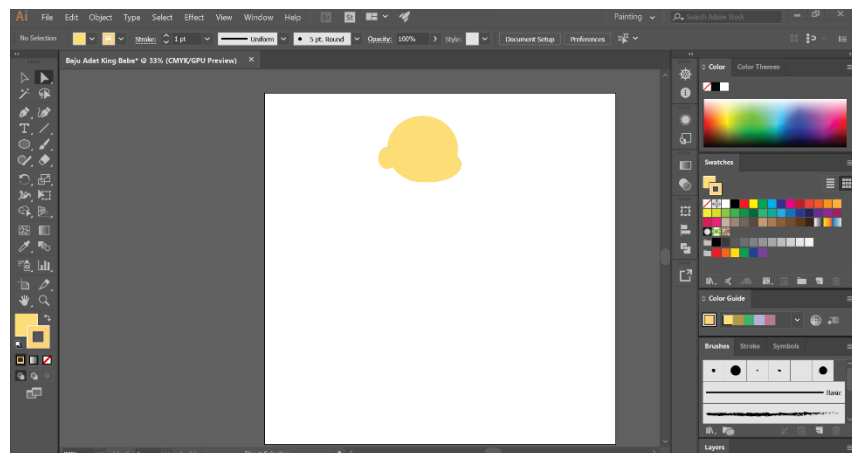 Ai File Edit Object Type Select Effect View Window Help Br St Painting Search Adobe Stock
No Selection Stroke: 1 pt Uniform 5 pt. Round Opacity: 100% Style: Document Setup Preferences
Baju Adat King Baba* @ 33% (CMYK/GPU Preview) ×
Color Color Themes
Swatches
Color Guide
Brushes Stroke Symbols
Basic
Layers